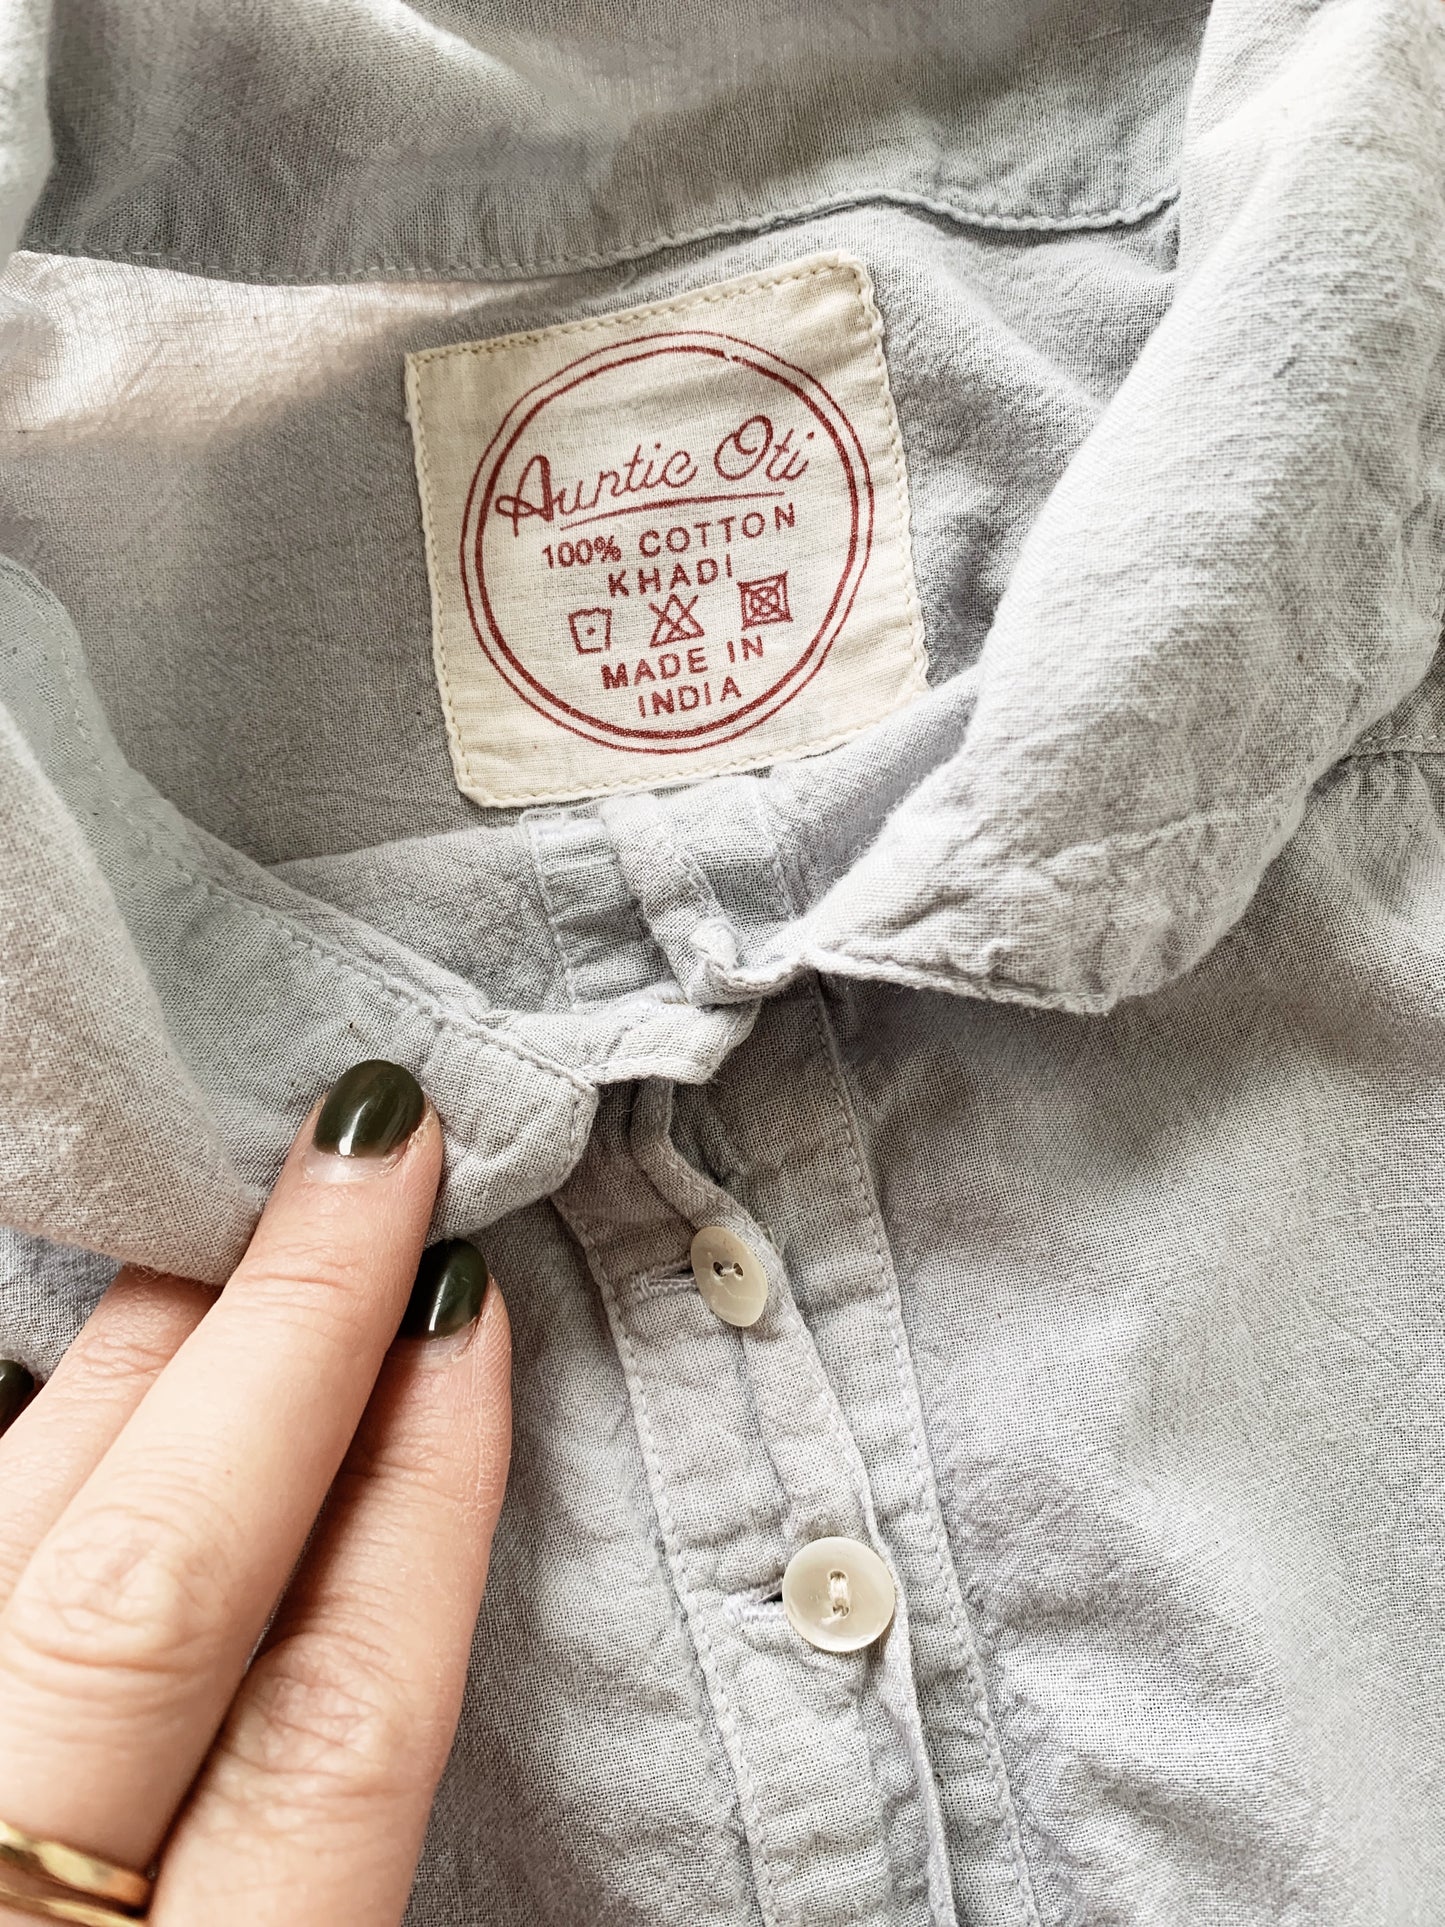 Auntie Oti
100% COTTON
KHADI
MADE IN
INDIA